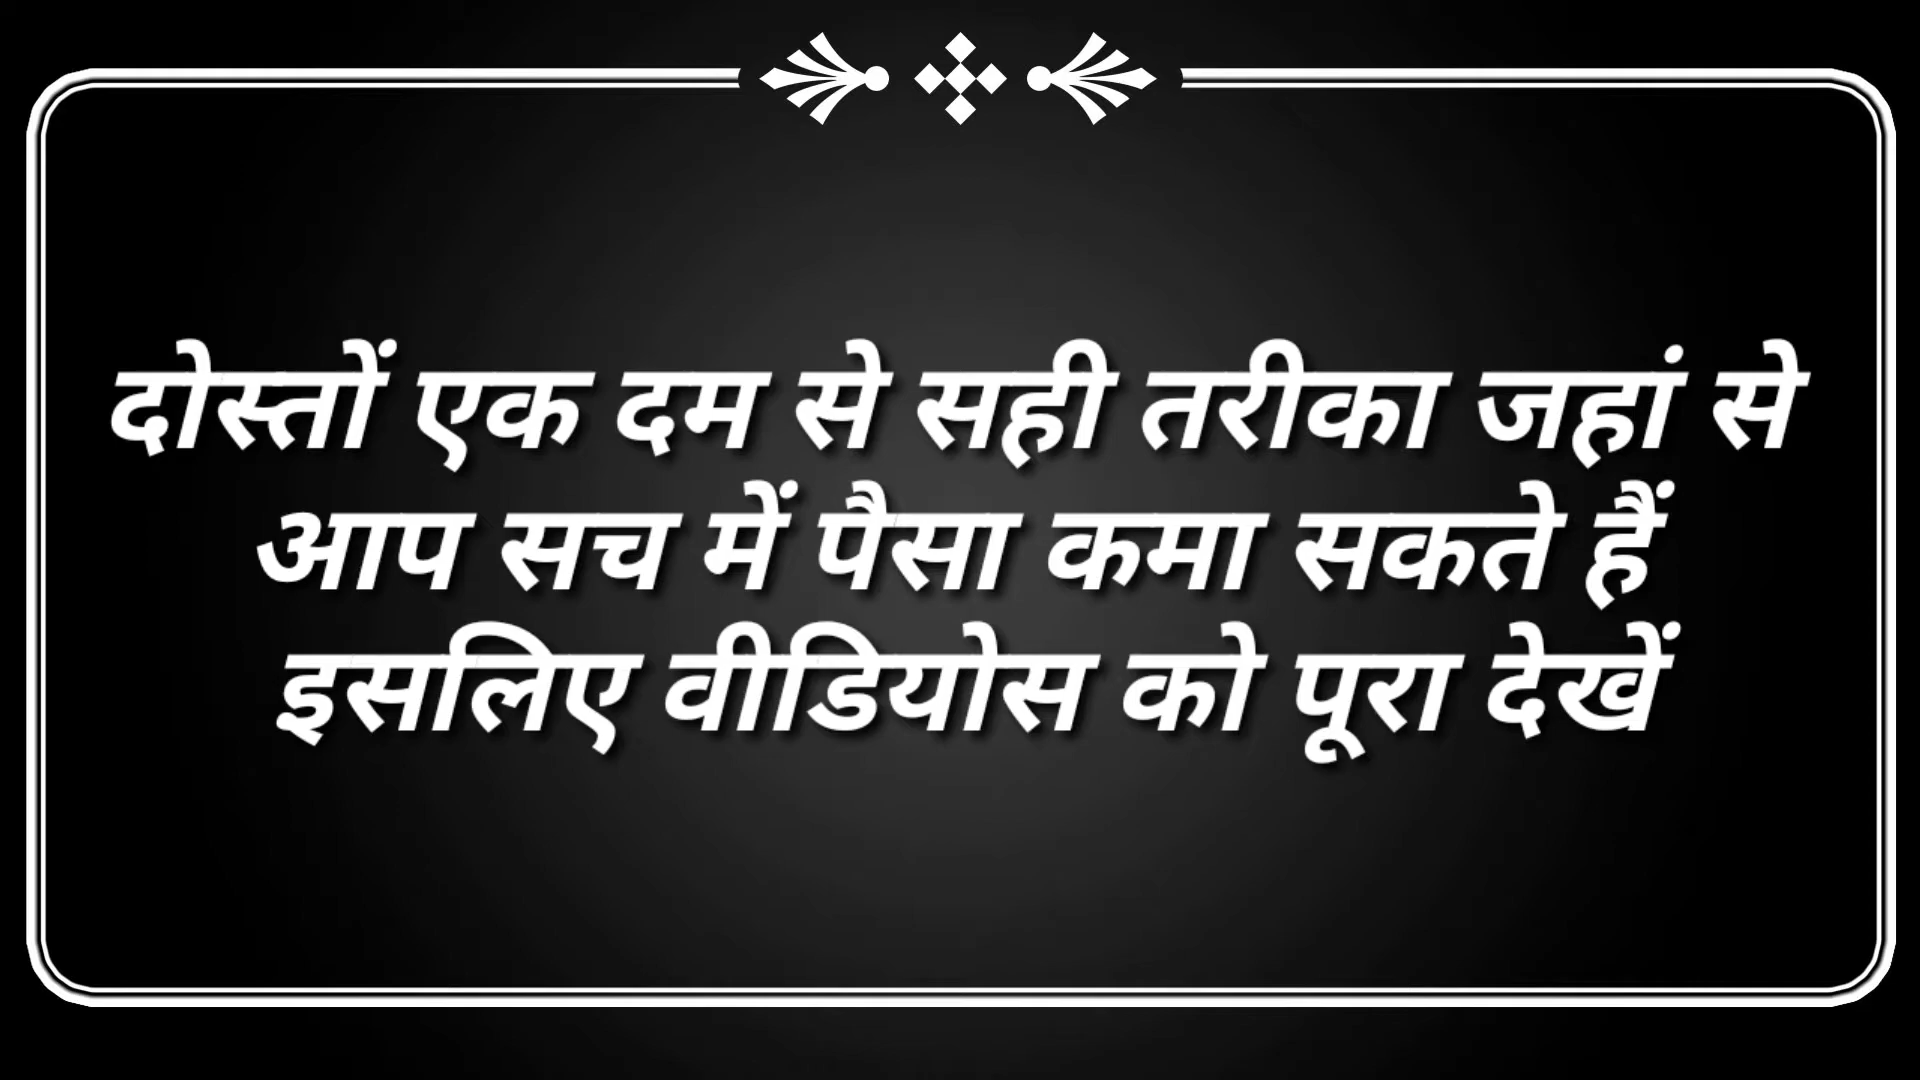 दोस्तों एक दम से सही तरीका जहां से
आप सच में पैसा कमा सकते हैं
इसलिए वीडियोस को पूरा देखें